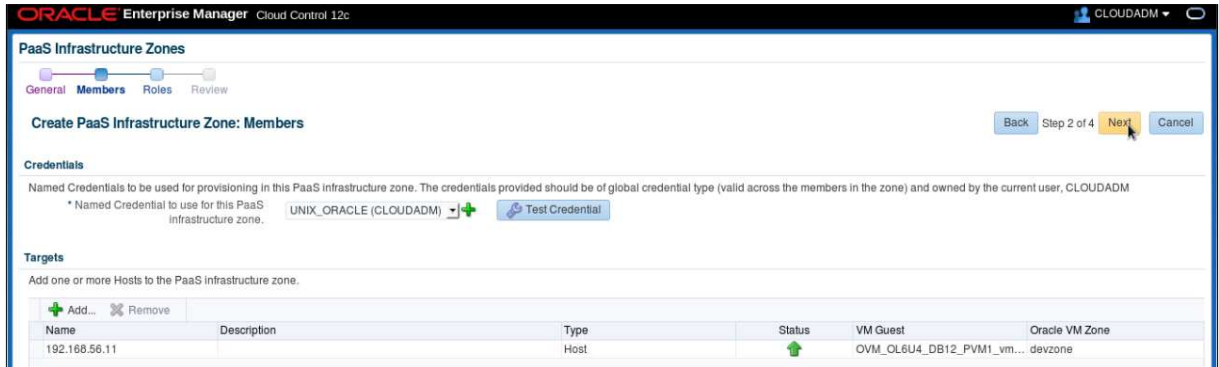 ORACLE Enterprise Manager Cloud Control 12c CLOUDADM
PaaS Infrastructure Zones
General Members Roles Review
Create PaaS Infrastructure Zone: Members Back Step 2 of 4 Next Cancel
Credentials
Named Credentials to be used for provisioning in this PaaS infrastructure zone. The credentials provided should be of global credential type (valid across the members in the zone) and owned by the current user, CLOUDADM
* Named Credential to use for this PaaS
infrastructure zone. UNIX_ORACLE (CLOUDADM) Test Credential
Targets
Add one or more Hosts to the PaaS infrastructure zone.
Add... Remove
Name Description Type Status VM Guest Oracle VM Zone
192.168.56.11 Host OVM_OL6U4_DB12_PVM1_vm... devzone